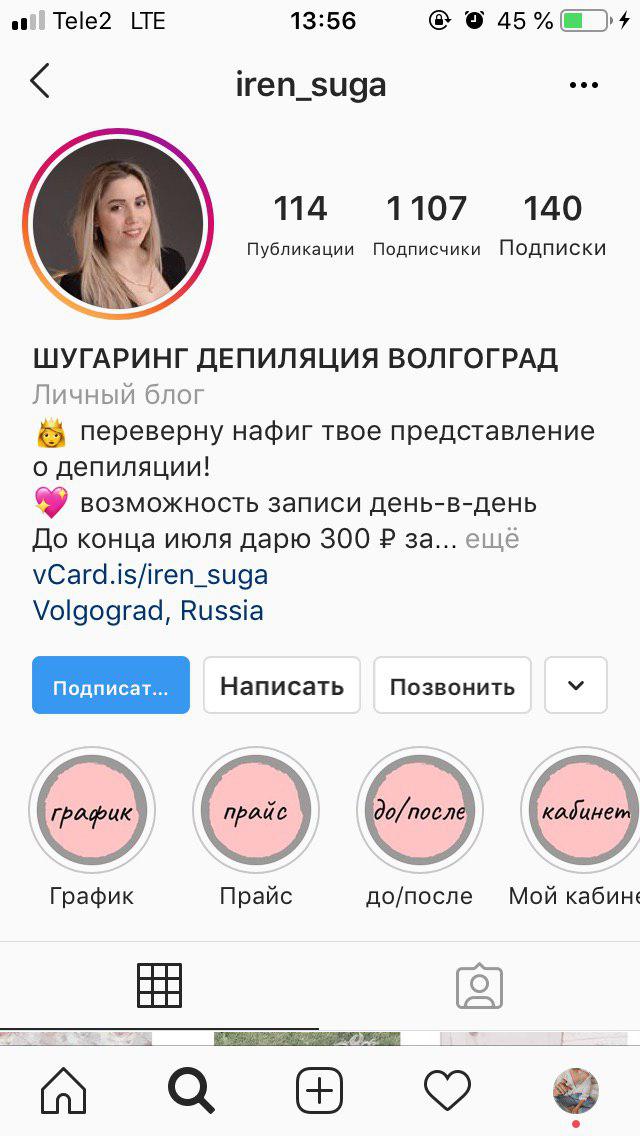 Tele2 LTE 13:56 45 %
iren_suga
114 1 107 140
Публикации Подписчики Подписки
ШУГАРИНГ ДЕПИЛЯЦИЯ ВОЛГОГРАД
Личный блог
👸 переверну нафиг твое представление
о депиляции!
💖 возможность записи день-в-день
До конца июля дарю 300 ₽ за... ещё
vCard.is/iren_suga
Volgograd, Russia
Подписат... Написать Позвонить
график прайс до/после кабинет
График Прайс до/после Мой кабине